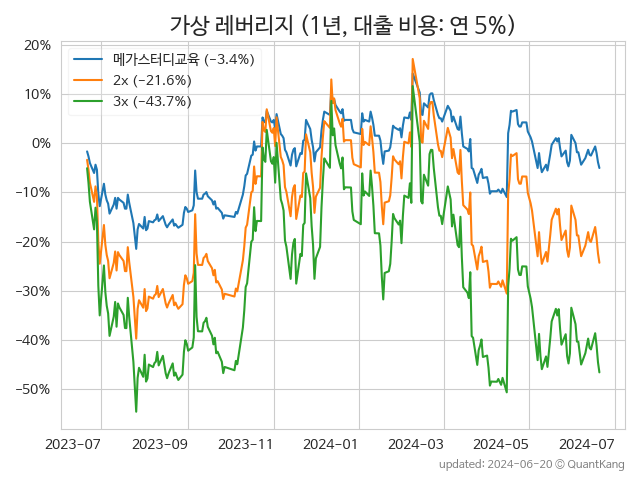 가상 레버리지 (1년, 대출 비용: 연 5%)
메가스터디교육 (-3.4%)
2x (-21.6%)
3x (-43.7%)
20%
10%
0%
-10%
-20%
-30%
-40%
-50%
2023-07 2023-09 2023-11 2024-01 2024-03 2024-05 2024-07
updated: 2024-06-20 © QuantKang